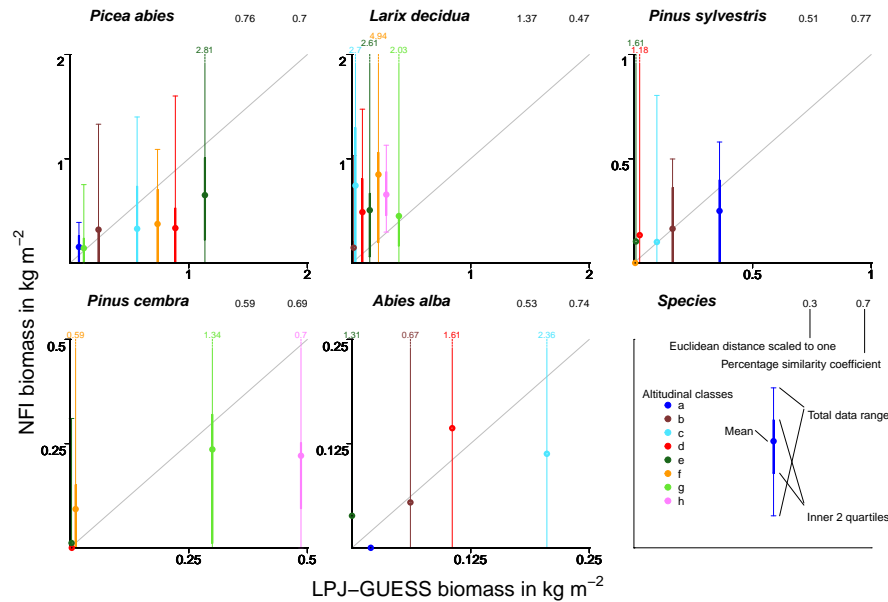 Picea abies 0.76 0.7
Larix decidua 1.37 0.47
Pinus sylvestris 0.51 0.77
2.81
2
1
1
2
2.7 2.61 4.94 2.03
2
1
1
2
1.61 1.18
1
0.5
0.5
1
Pinus cembra 0.59 0.69
Abies alba 0.53 0.74
Species 0.3 0.7
0.59 1.34 0.7
0.5
0.25
0.25
0.5
1.31 0.67 1.61 2.36
0.25
0.125
0.125
0.25
Euclidean distance scaled to one
Percentage similarity coefficient
Altitudinal classes
a
b
c
d
e
f
g
h
Mean
Total data range
Inner 2 quartiles
NFI biomass in kg m−2
LPJ−GUESS biomass in kg m−2